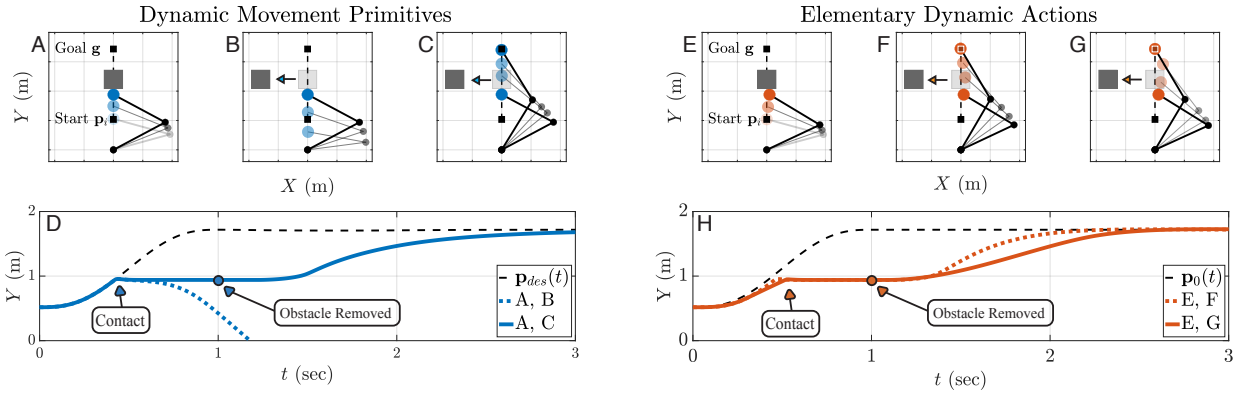 Dynamic Movement Primitives
A
B
C
Goal g
Start p_i
Y (m)
X (m)
D
2
1
0
Y (m)
Contact
Obstacle Removed
p_des(t)
A, B
A, C
0
1
2
3
t (sec)
Elementary Dynamic Actions
E
F
G
Goal g
Start p_i
Y (m)
X (m)
H
2
1
0
Y (m)
Contact
Obstacle Removed
p_0(t)
E, F
E, G
0
1
2
3
t (sec)